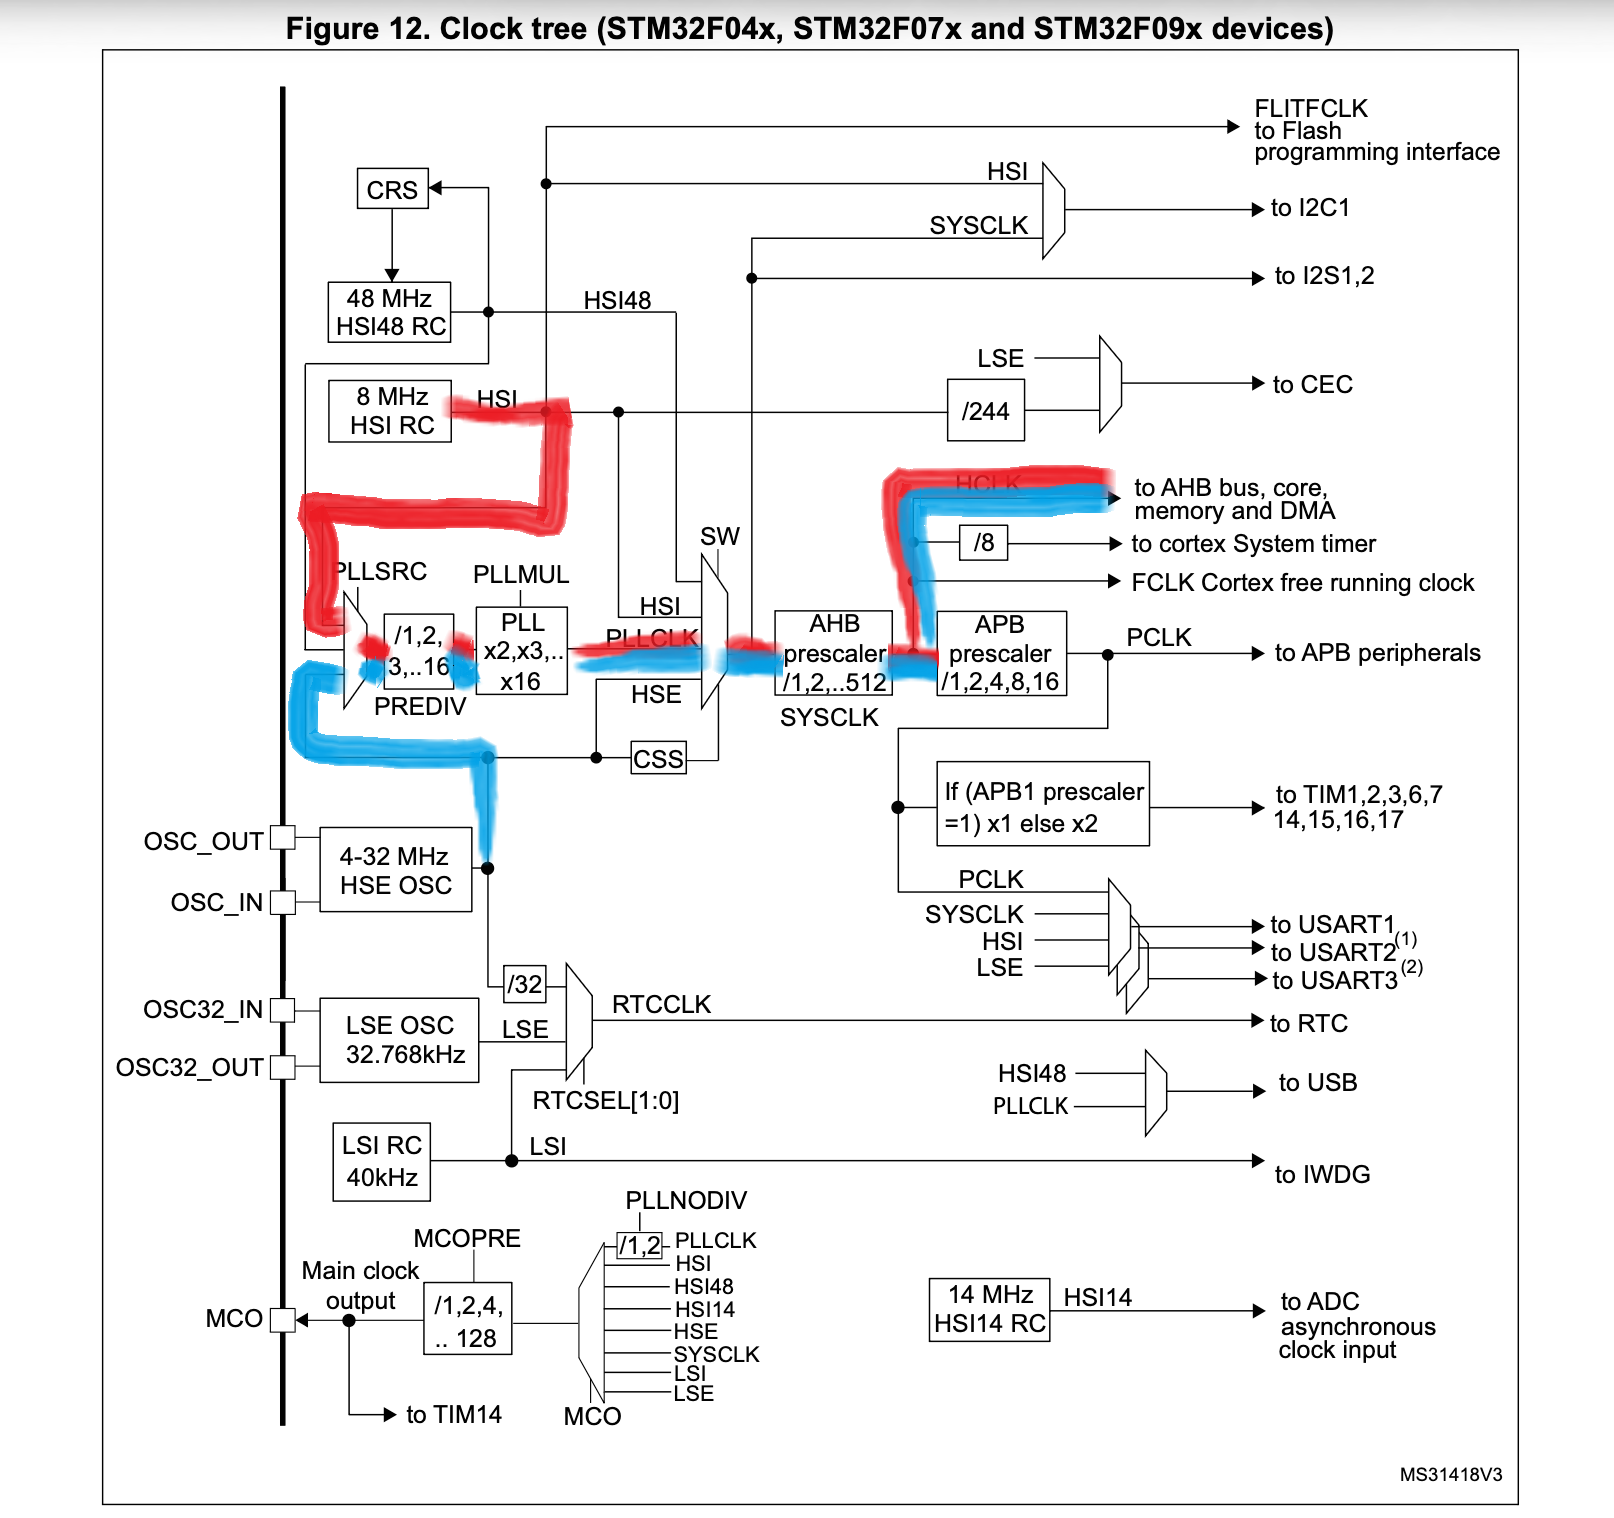 Figure 12. Clock tree (STM32F04x, STM32F07x and STM32F09x devices)
FLITFCLK
to Flash
programming interface
HSI
to I2C1
SYSCLK
to I2S1,2
CRS
48 MHz
HSI48 RC
HSI48
LSE
to CEC
/244
8 MHz
HSI RC
HSI
HCLK
to AHB bus, core,
memory and DMA
/8
to cortex System timer
FCLK Cortex free running clock
SW
PLLSRC
PLLMUL
HSI
PLLCLK
HSE
/1,2,
3,..16
PREDIV
PLL
x2,x3,..
x16
AHB
prescaler
/1,2,..512
SYSCLK
APB
prescaler
/1,2,4,8,16
PCLK
to APB peripherals
CSS
If (APB1 prescaler
=1) x1 else x2
to TIM1,2,3,6,7
14,15,16,17
OSC_OUT
OSC_IN
4-32 MHz
HSE OSC
PCLK
SYSCLK
HSI
LSE
to USART1
to USART2(1)
to USART3(2)
/32
OSC32_IN
OSC32_OUT
LSE OSC
32.768kHz
LSE
RTCCLK
to RTC
RTCSEL[1:0]
HSI48
PLLCLK
to USB
LSI RC
40kHz
LSI
to IWDG
PLLNODIV
/1,2
PLLCLK
HSI
HSI48
HSI14
HSE
SYSCLK
LSI
LSE
MCO
MCOPRE
/1,2,4,
.. 128
Main clock
output
MCO
to TIM14
14 MHz
HSI14 RC
HSI14
to ADC
asynchronous
clock input
MS31418V3